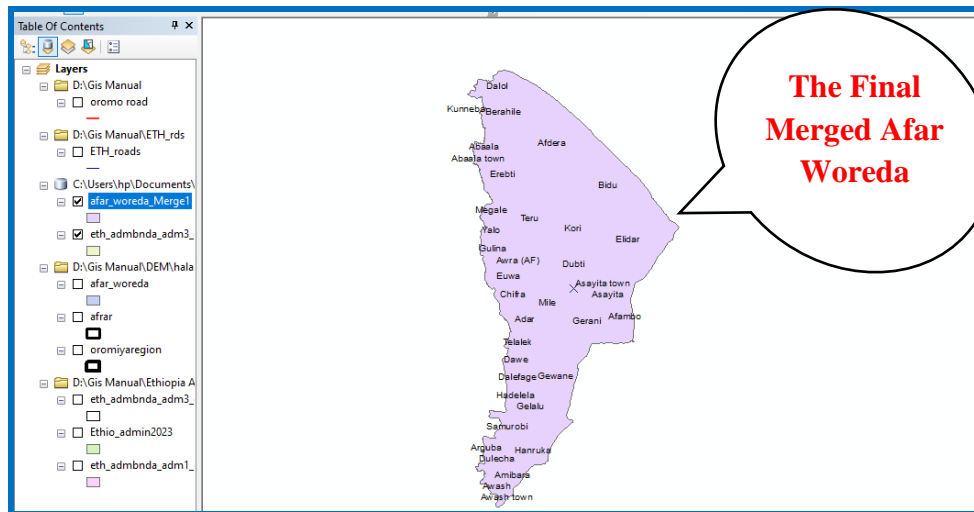 Table Of Contents
Layers
D:\Gis Manual
oromo road
D:\Gis Manual\ETH_rds
ETH_roads
C:\Users\hp\Documents\
afar_woreda_Merge1
eth_admbnda_adm3_
D:\Gis Manual\DEM\hala
afar_woreda
afrar
oromiyaregion
D:\Gis Manual\Ethiopia A
eth_admbnda_adm3_
Ethio_admin2023
eth_admbnda_adm1_
Dalol
Kunneba
Berahile
Afdera
Abaala
Abaala town
Erebti
Bidu
Megale
Teru
Yalo
Kori
Elidar
Gulina
Awra (AF)
Dubti
Euwa
Asayita town
Chifra
Asayita
Mile
Adar
Gerani
Afambo
Telalek
Dawe
Dalefage
Gewane
Hadelela
Gelalu
Samurobi
Arguba
Hanruka
Dulecha
Amibara
Awash
Awash town
The Final
Merged Afar
Woreda